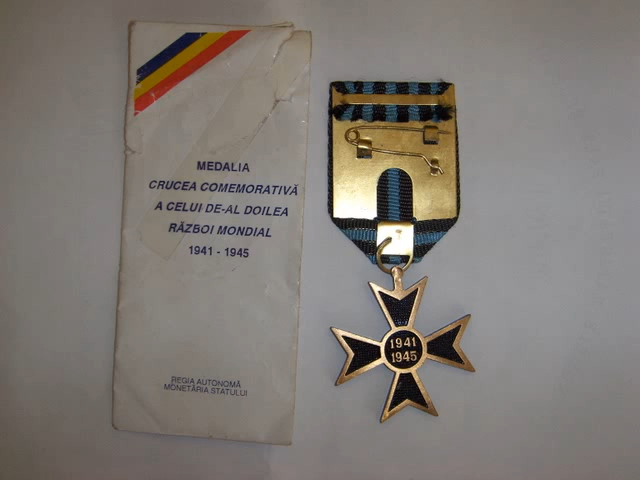 MEDALIA
CRUCEA COMEMORATIVĂ
A CELUI DE-AL DOILEA
RĂZBOI MONDIAL
1941 - 1945
REGIA AUTONOMĂ
MONETĂRIA STATULUI
1941
1945